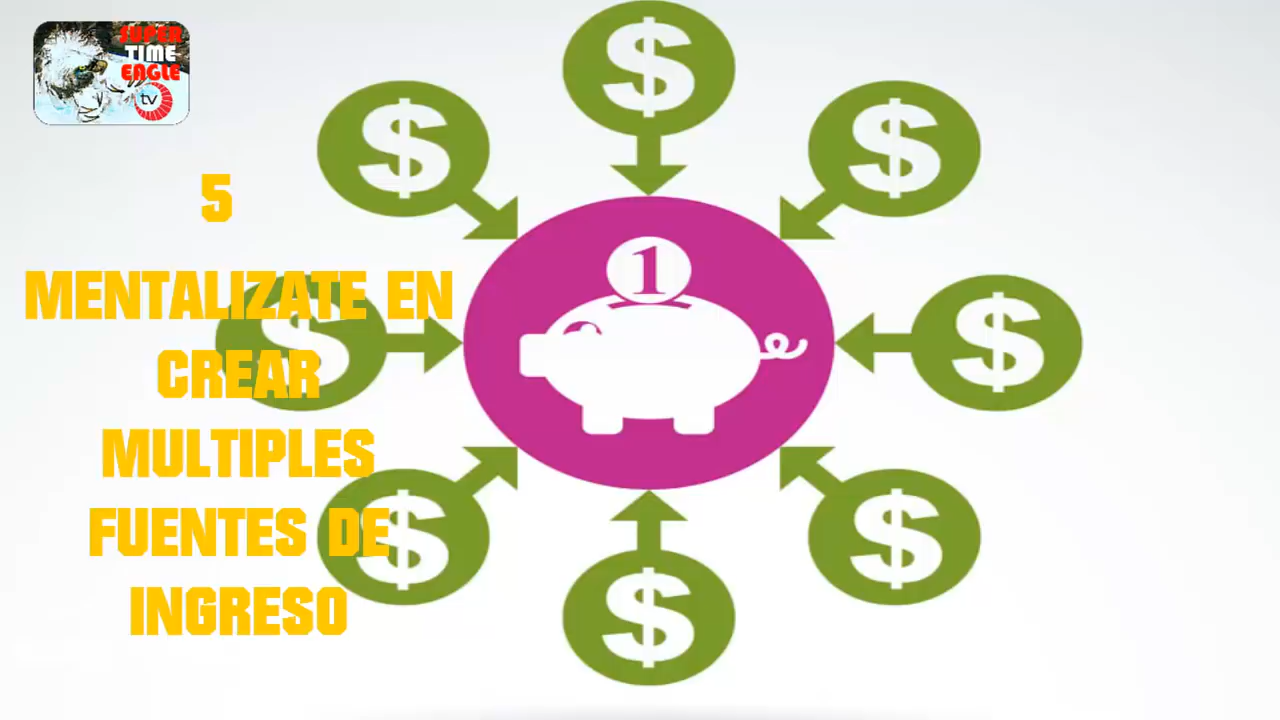 SUPER
TIME
EAGLE
tv
5
MENTALIZATE EN
CREAR
MULTIPLES
FUENTES DE
INGRESO
$
$
$
$
$
$
$
$
1